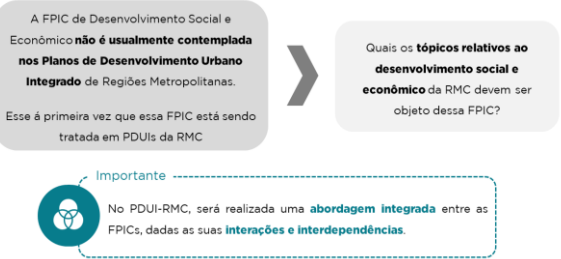 A FPIC de Desenvolvimento Social e
Econômico não é usualmente contemplada
nos Planos de Desenvolvimento Urbano
Integrado de Regiões Metropolitanas.
Esse á primeira vez que essa FPIC está sendo
tratada em PDUIs da RMC
Quais os tópicos relativos ao
desenvolvimento social e
econômico da RMC devem ser
objeto dessa FPIC?
Importante
No PDUI-RMC, será realizada uma abordagem integrada entre as
FPICs, dadas as suas interações e interdependências.